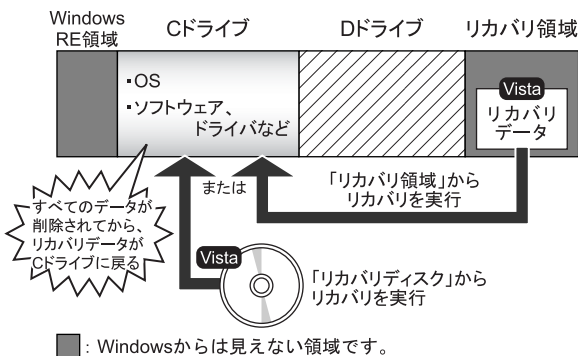 Windows
RE領域
Cドライブ
Dドライブ
リカバリ領域
・OS
・ソフトウェア、
ドライバなど
Vista
リカバリ
データ
または
「リカバリ領域」から
リカバリを実行
すべてのデータが
削除されてから、
リカバリデータが
Cドライブに戻る
Vista
「リカバリディスク」から
リカバリを実行
：Windowsからは見えない領域です。